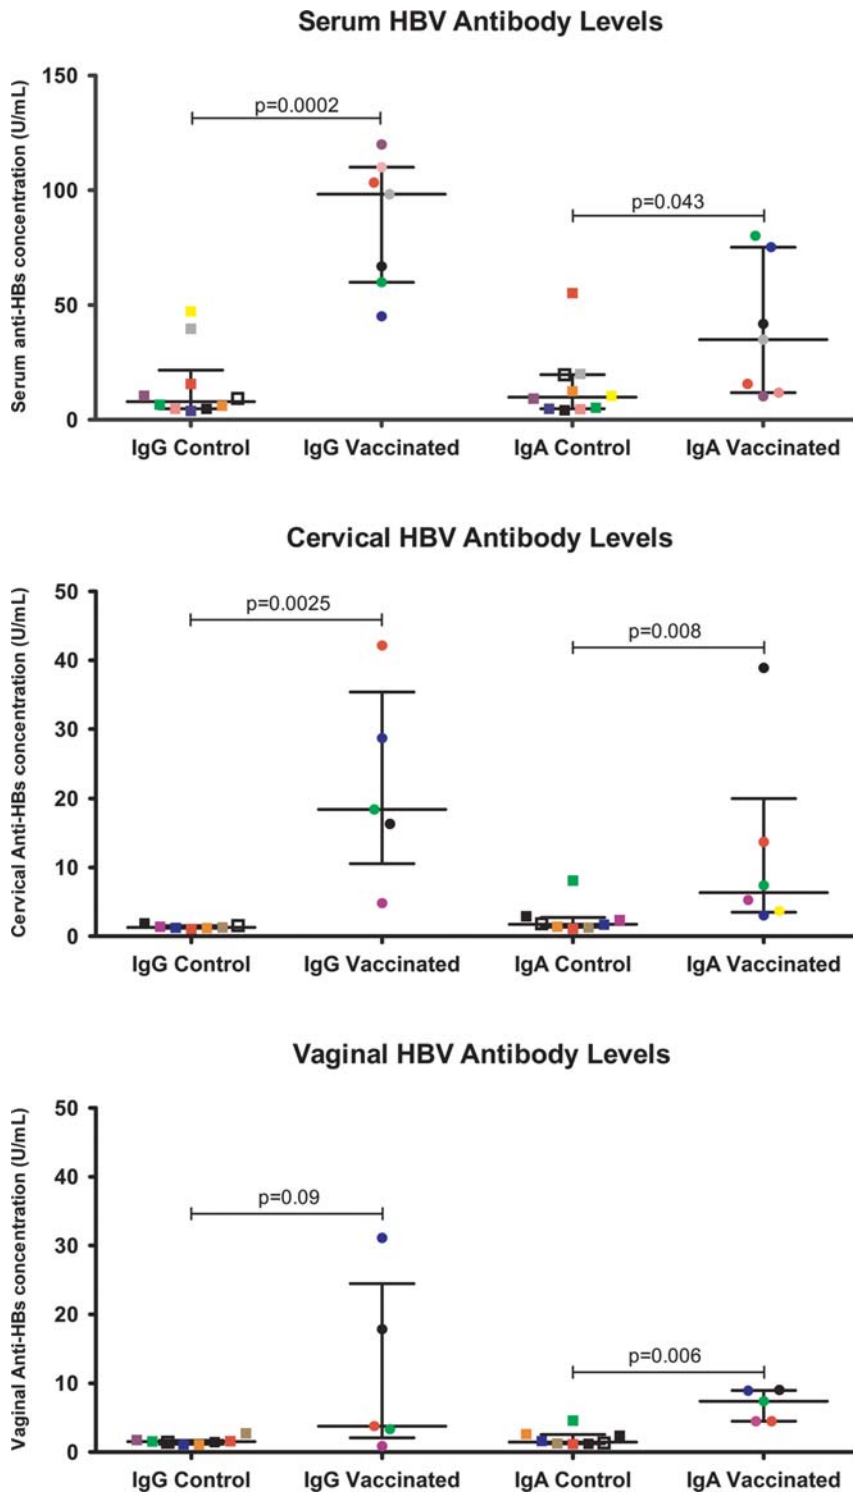 Serum HBV Antibody Levels
Serum anti-HBs concentration (U/mL)
150
100
50
0
p=0.0002
p=0.043
IgG Control
IgG Vaccinated
IgA Control
IgA Vaccinated
Cervical HBV Antibody Levels
Cervical Anti-HBs concentration (U/mL)
50
40
30
20
10
0
p=0.0025
p=0.008
IgG Control
IgG Vaccinated
IgA Control
IgA Vaccinated
Vaginal HBV Antibody Levels
Vaginal Anti-HBs concentration (U/mL)
50
40
30
20
10
0
p=0.09
p=0.006
IgG Control
IgG Vaccinated
IgA Control
IgA Vaccinated